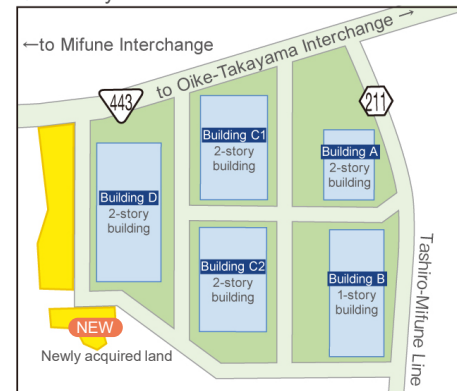 ←to Mifune Interchange
to Oike-Takayama Interchange →
443
211
Building C1
2-story
building
Building A
2-story
building
Building D
2-story
building
Building C2
2-story
building
Building B
1-story
building
Tashiro-Mifune Line
NEW
Newly acquired land